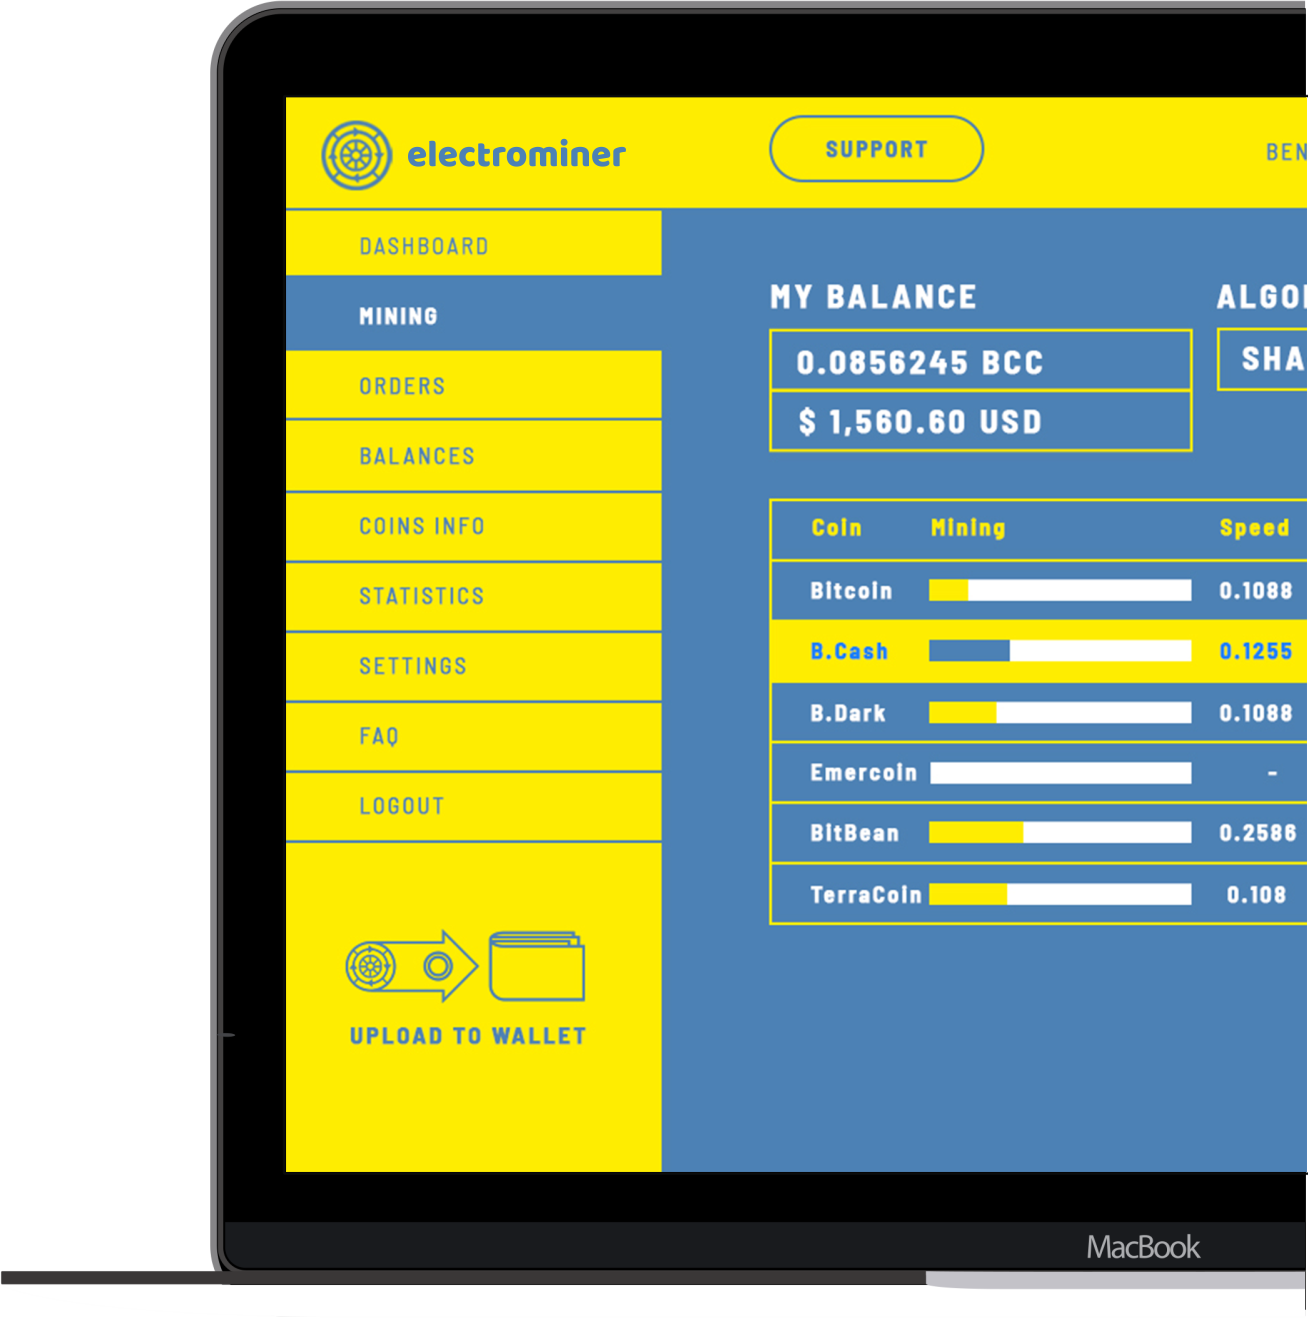 electrominer
SUPPORT
BEN
DASHBOARD
MINING
ORDERS
BALANCES
COINS INFO
STATISTICS
SETTINGS
FAQ
LOGOUT
UPLOAD TO WALLET
MY BALANCE
0.0856245 BCC
$ 1,560.60 USD
ALGO
SHA
Coin Mining Speed
Bitcoin 0.1088
B.Cash 0.1255
B.Dark 0.1088
Emercoin -
BitBean 0.2586
TerraCoin 0.108
MacBook